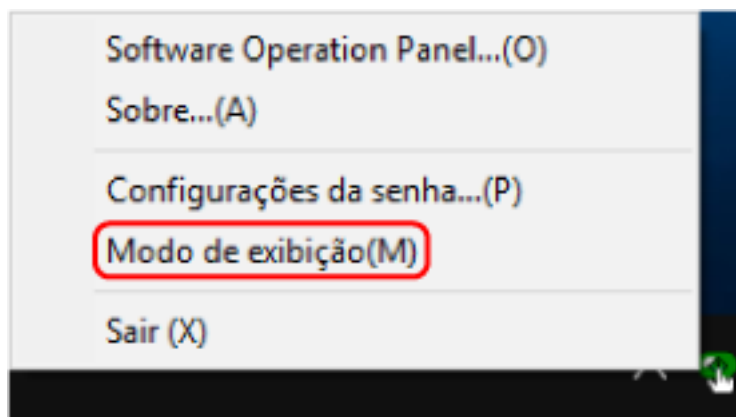 Software Operation Panel...(O)
Sobre...(A)
Configurações da senha...(P)
Modo de exibição(M)
Sair (X)